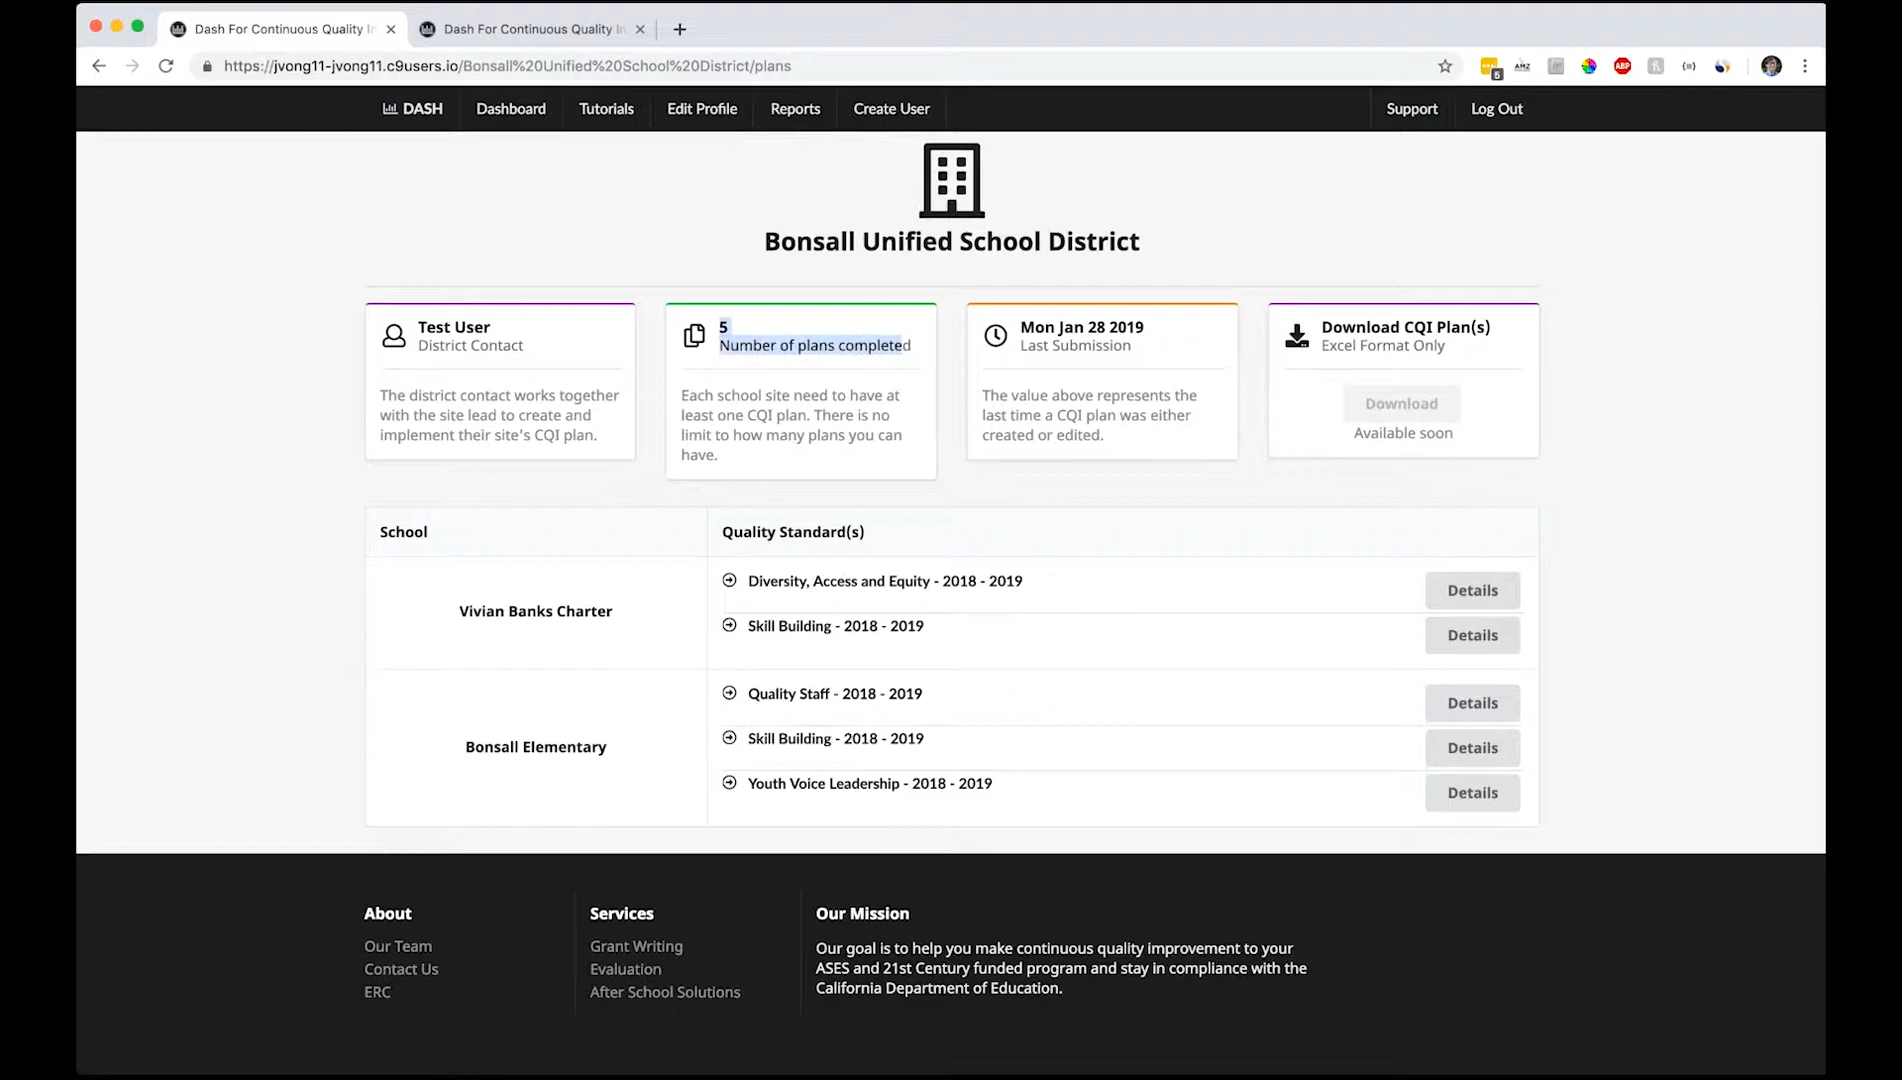 Dash For Continuous Quality In
Dash For Continuous Quality In
https://jvong11-jvong11.c9users.io/Bonsall%20Unified%20School%20District/plans
5
AMZ
ABP
DASH
Dashboard
Tutorials
Edit Profile
Reports
Create User
Support
Log Out
Bonsall Unified School District
Test User
District Contact
The district contact works together
with the site lead to create and
implement their site's CQI plan.
5
Number of plans completed
Each school site need to have at
least one CQI plan. There is no
limit to how many plans you can
have.
Mon Jan 28 2019
Last Submission
The value above represents the
last time a CQI plan was either
created or edited.
Download CQI Plan(s)
Excel Format Only
Download
Available soon
School
Quality Standard(s)
Vivian Banks Charter
Diversity, Access and Equity - 2018 - 2019
Details
Skill Building - 2018 - 2019
Details
Bonsall Elementary
Quality Staff - 2018 - 2019
Details
Skill Building - 2018 - 2019
Details
Youth Voice Leadership - 2018 - 2019
Details
About
Our Team
Contact Us
ERC
Services
Grant Writing
Evaluation
After School Solutions
Our Mission
Our goal is to help you make continuous quality improvement to your
ASES and 21st Century funded program and stay in compliance with the
California Department of Education.